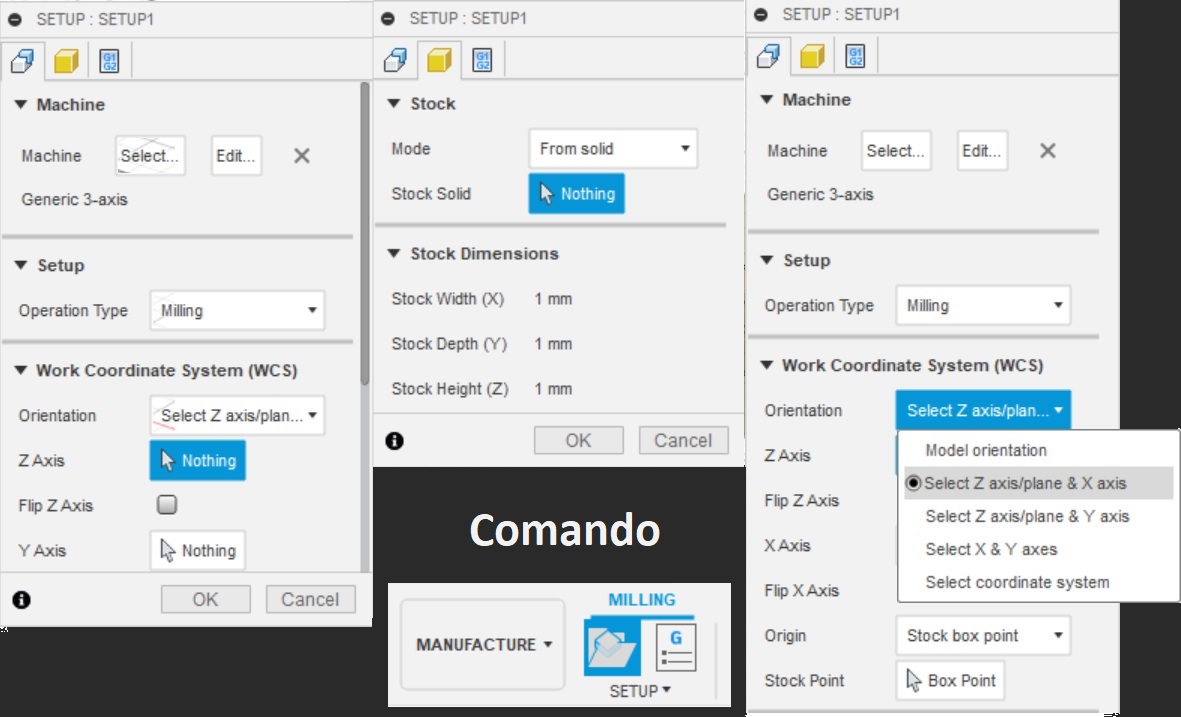 SETUP : SETUP1
G1
G2
Machine
Machine Select... Edit...
Generic 3-axis
Setup
Operation Type Milling
Work Coordinate System (WCS)
Orientation Select Z axis/plan...
Z Axis Nothing
Flip Z Axis
Y Axis Nothing
OK Cancel
SETUP : SETUP1
G1
G2
Stock
Mode From solid
Stock Solid Nothing
Stock Dimensions
Stock Width (X) 1 mm
Stock Depth (Y) 1 mm
Stock Height (Z) 1 mm
OK Cancel
Comando
MANUFACTURE
MILLING
G
SETUP
SETUP : SETUP1
G1
G2
Machine
Machine Select... Edit...
Generic 3-axis
Setup
Operation Type Milling
Work Coordinate System (WCS)
Orientation Select Z axis/plan...
Model orientation
Z Axis
Select Z axis/plane & X axis
Flip Z Axis
Select Z axis/plane & Y axis
X Axis
Select X & Y axes
Flip X Axis
Select coordinate system
Origin Stock box point
Stock Point Box Point